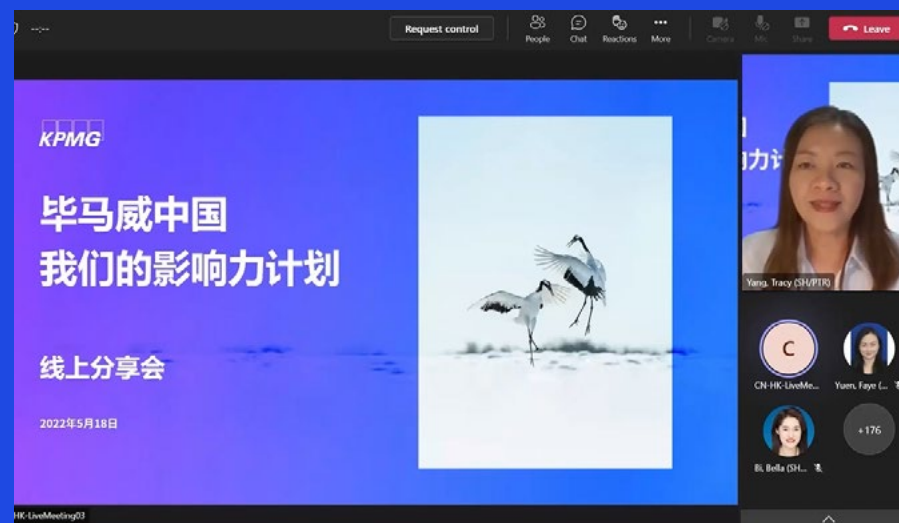 --:--
Request control
People
Chat
Reactions
More
Camera
Mic
Share
Leave
KPMG
毕马威中国
我们的影响力计划
线上分享会
2022年5月18日
力计
Yang, Tracy (SH/PTR)
C
CN-HK-LiveMe...
Yuen, Faye (...
Bi, Bella (SH...
+176
HK-LiveMeeting03